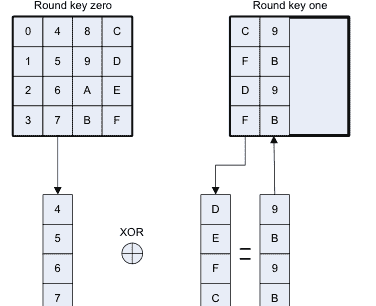 Round key zero
Round key one
0 4 8 C
C 9
1 5 9 D
F B
2 6 A E
D 9
3 7 B F
F B
4
D
9
5
XOR
E
B
6
F
=
9
7
C
B